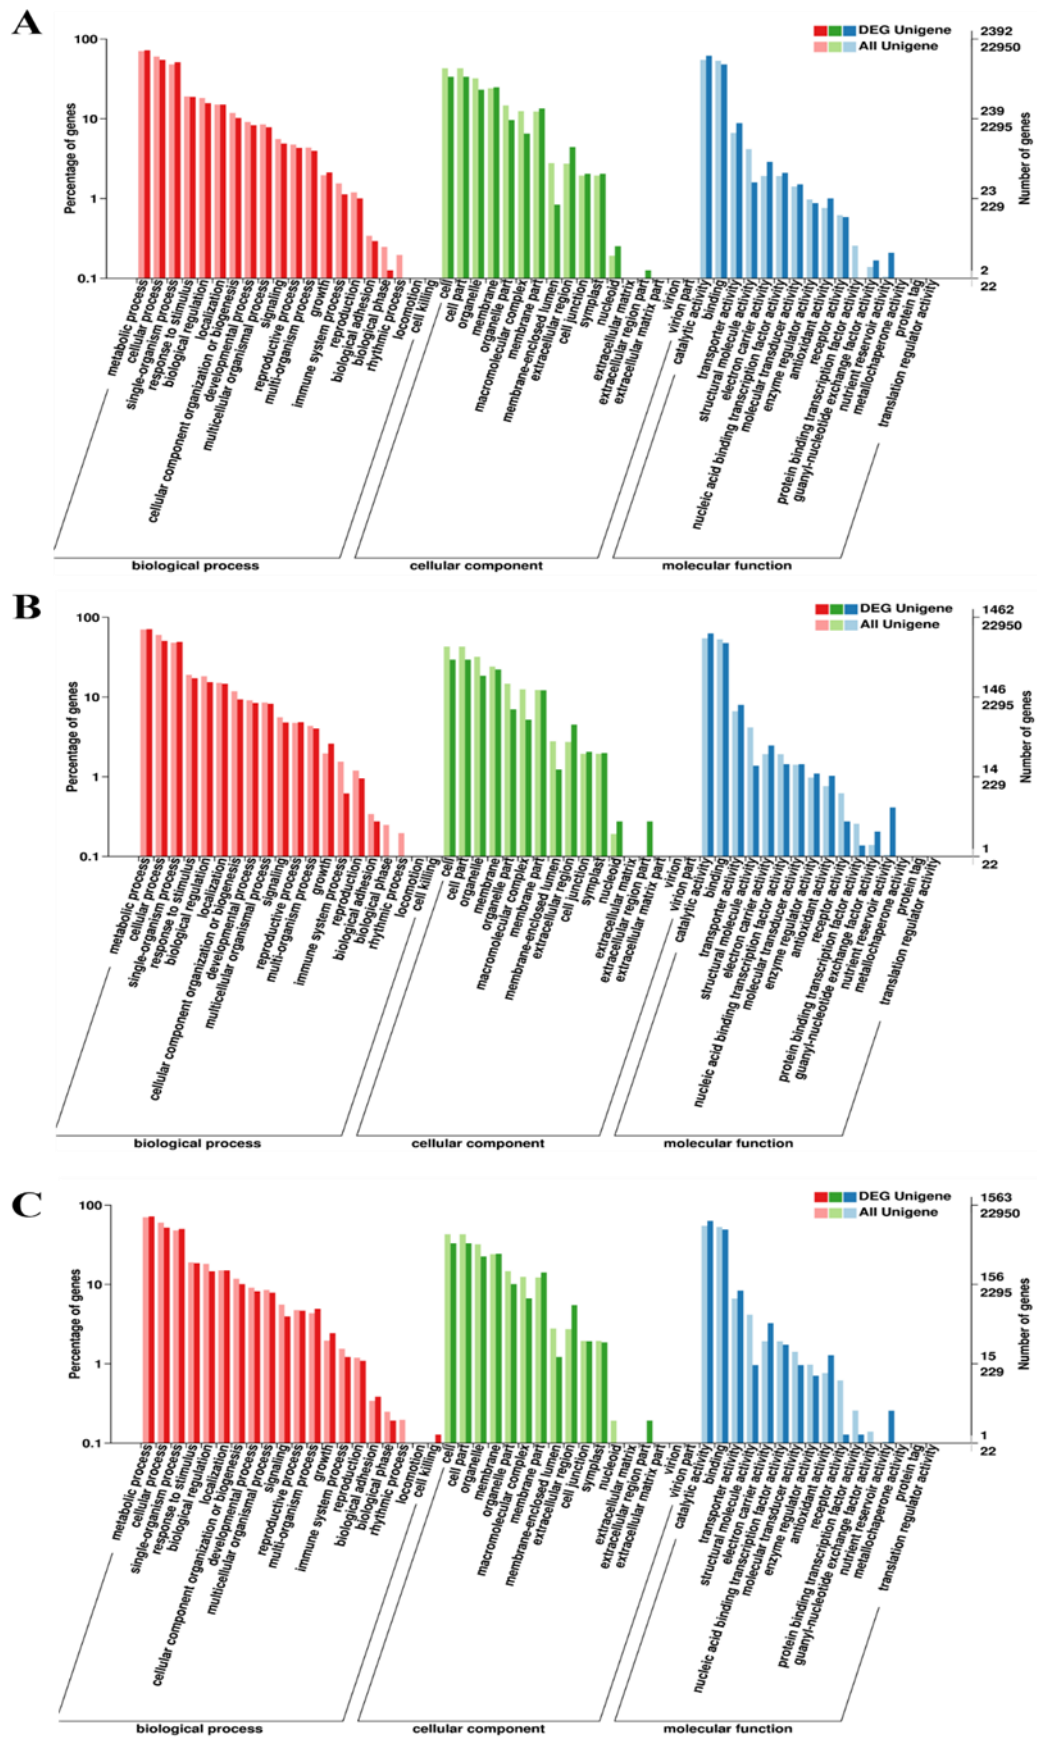 A
DEG Unigene
All Unigene
Percentage of genes
100
10
1
0.1
2392
22950
239
2295
23
229
2
22
Number of genes
metabolic process
cellular process
single-organism process
response to stimulus
biological regulation
localization
cellular component organization or biogenesis
developmental process
multicellular organismal process
signaling
reproductive process
multi-organism process
growth
immune system process
reproduction
biological adhesion
biological phase
rhythmic process
locomotion
cell killing
cell
cell part
organelle
membrane
organelle part
macromolecular complex
membrane part
membrane-enclosed lumen
extracellular region
cell junction
symplast
nucleoid
extracellular matrix
extracellular region part
extracellular matrix part
virion
virion part
catalytic activity
binding
transporter activity
structural molecule activity
electron carrier activity
nucleic acid binding transcription factor activity
molecular transducer activity
enzyme regulator activity
antioxidant activity
receptor activity
protein binding transcription factor activity
guanyl-nucleotide exchange factor activity
nutrient reservoir activity
metallochaperone activity
protein tag
translation regulator activity
biological process
cellular component
molecular function
B
DEG Unigene
All Unigene
Percentage of genes
100
10
1
0.1
1462
22950
146
2295
14
229
1
22
Number of genes
metabolic process
cellular process
single-organism process
response to stimulus
biological regulation
localization
cellular component organization or biogenesis
developmental process
multicellular organismal process
signaling
reproductive process
multi-organism process
growth
immune system process
reproduction
biological adhesion
biological phase
rhythmic process
locomotion
cell killing
cell
cell part
organelle
membrane
organelle part
macromolecular complex
membrane part
membrane-enclosed lumen
extracellular region
cell junction
symplast
nucleoid
extracellular matrix
extracellular region part
extracellular matrix part
virion
virion part
catalytic activity
binding
transporter activity
structural molecule activity
electron carrier activity
nucleic acid binding transcription factor activity
molecular transducer activity
enzyme regulator activity
antioxidant activity
receptor activity
protein binding transcription factor activity
guanyl-nucleotide exchange factor activity
nutrient reservoir activity
metallochaperone activity
protein tag
translation regulator activity
biological process
cellular component
molecular function
C
DEG Unigene
All Unigene
Percentage of genes
100
10
1
0.1
1563
22950
156
2295
15
229
1
22
Number of genes
metabolic process
cellular process
single-organism process
response to stimulus
biological regulation
localization
cellular component organization or biogenesis
developmental process
multicellular organismal process
signaling
reproductive process
multi-organism process
growth
immune system process
reproduction
biological adhesion
biological phase
rhythmic process
locomotion
cell killing
cell
cell part
organelle
membrane
organelle part
macromolecular complex
membrane part
membrane-enclosed lumen
extracellular region
cell junction
symplast
nucleoid
extracellular matrix
extracellular region part
extracellular matrix part
virion
virion part
catalytic activity
binding
transporter activity
structural molecule activity
electron carrier activity
nucleic acid binding transcription factor activity
molecular transducer activity
enzyme regulator activity
antioxidant activity
receptor activity
protein binding transcription factor activity
guanyl-nucleotide exchange factor activity
nutrient reservoir activity
metallochaperone activity
protein tag
translation regulator activity
biological process
cellular component
molecular function